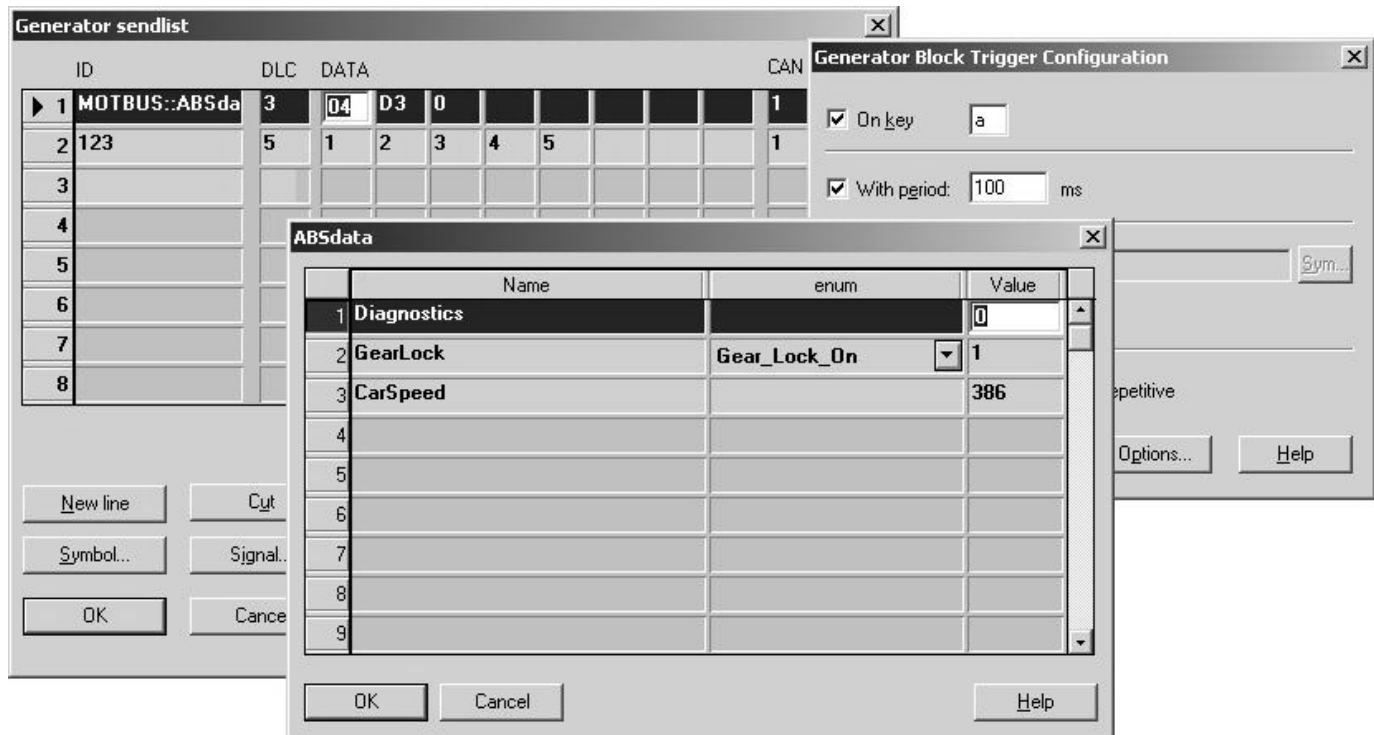 Generator sendlist
ID DLC DATA CAN
1 MOTBUS::ABSda 3 04 D3 0 1
2 123 5 1 2 3 4 5 1
3
4
5
6
7
8
New line Cut
Symbol... Signal..
OK Cance
Generator Block Trigger Configuration
On key a
With period: 100 ms
Sym...
epetitive
Options... Help
ABSdata
Name enum Value
1 Diagnostics 0
2 GearLock Gear_Lock_On 1
3 CarSpeed 386
4
5
6
7
8
9
OK Cancel Help